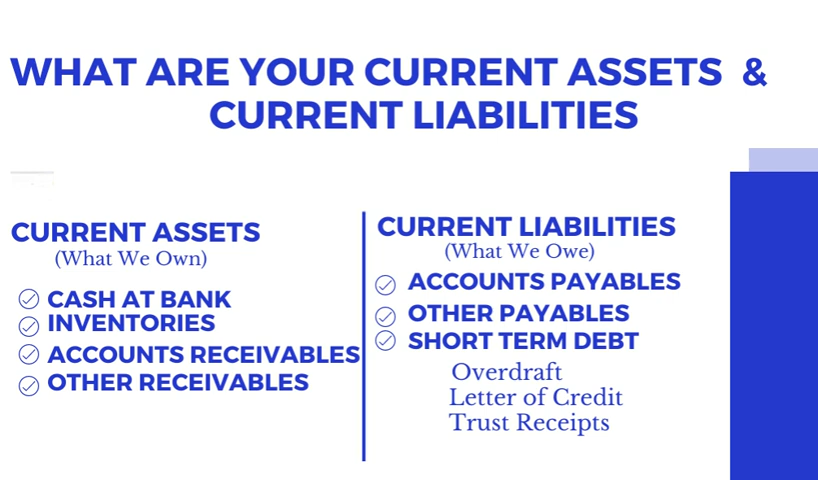 WHAT ARE YOUR CURRENT ASSETS &
CURRENT LIABILITIES
CURRENT ASSETS
(What We Own)
CASH AT BANK
INVENTORIES
ACCOUNTS RECEIVABLES
OTHER RECEIVABLES
CURRENT LIABILITIES
(What We Owe)
ACCOUNTS PAYABLES
OTHER PAYABLES
SHORT TERM DEBT
Overdraft
Letter of Credit
Trust Receipts